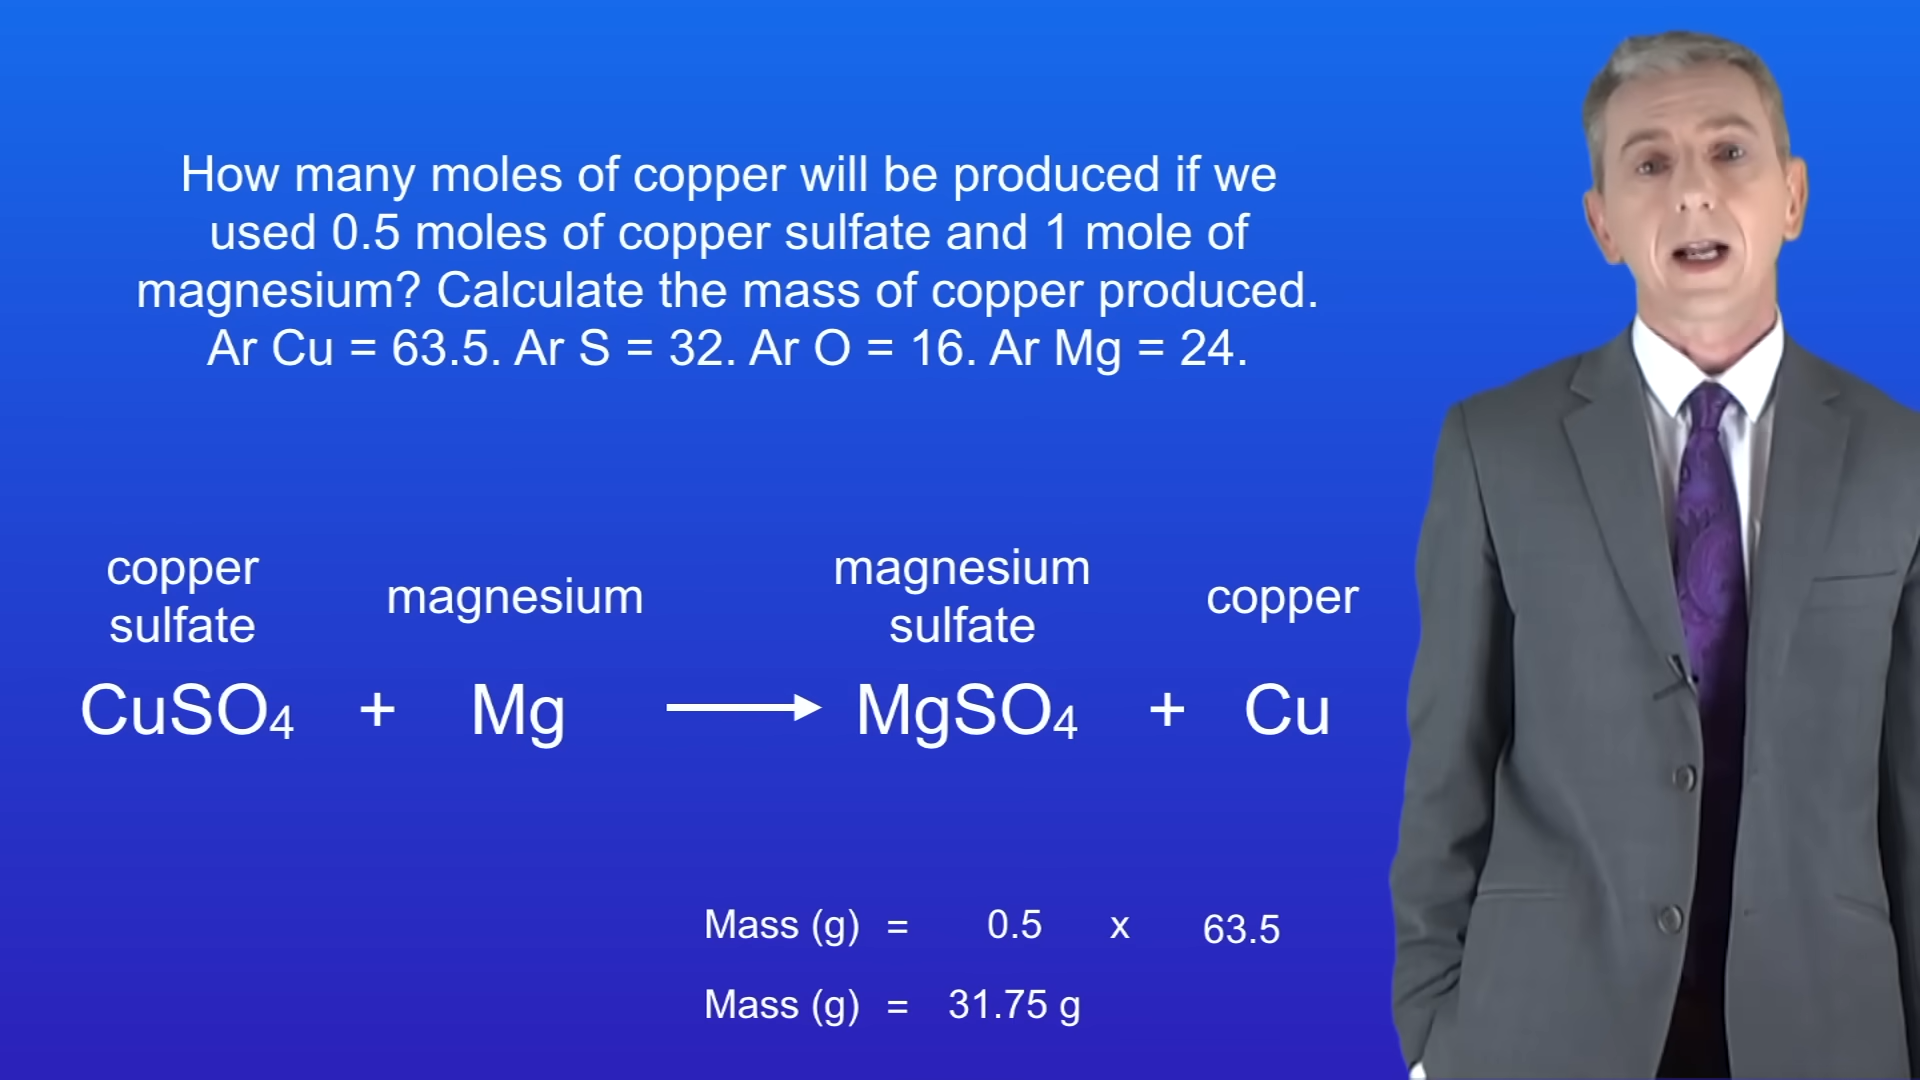 How many moles of copper will be produced if we
used 0.5 moles of copper sulfate and 1 mole of
magnesium? Calculate the mass of copper produced.
Ar Cu = 63.5. Ar S = 32. Ar O = 16. Ar Mg = 24.
copper sulfate
magnesium
magnesium sulfate
copper
CuSO₄ + Mg ⟶ MgSO₄ + Cu
Mass (g) = 0.5 x 63.5
Mass (g) = 31.75 g